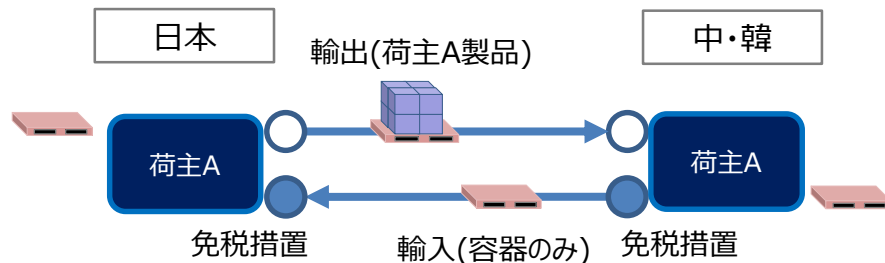 日本
中・韓
輸出(荷主A製品)
荷主A
荷主A
免税措置
輸入(容器のみ)
免税措置